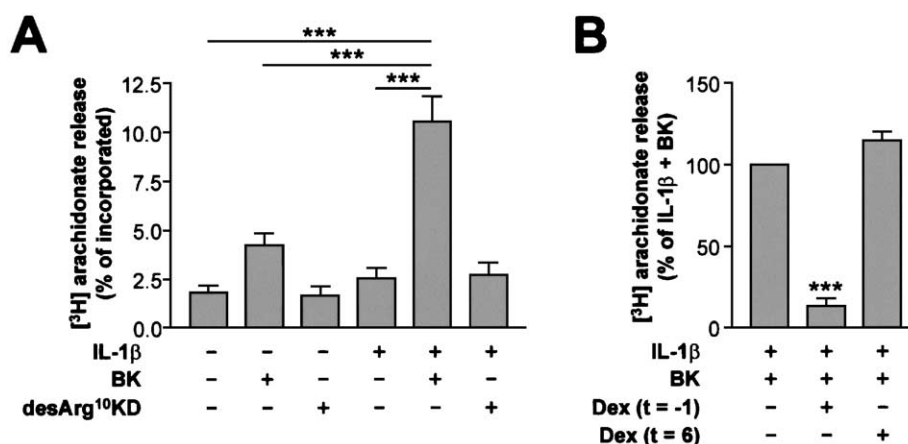 A
***
***
***
[³H] arachidonate release
(% of incorporated)
12.5
10.0
7.5
5.0
2.5
0.0
IL-1β - - - + + +
BK - + - - + -
desArg¹⁰KD - - + - - +
B
[³H] arachidonate release
(% of IL-1β + BK)
150
100
50
0
***
IL-1β + + +
BK + + +
Dex (t = -1) - + -
Dex (t = 6) - - +